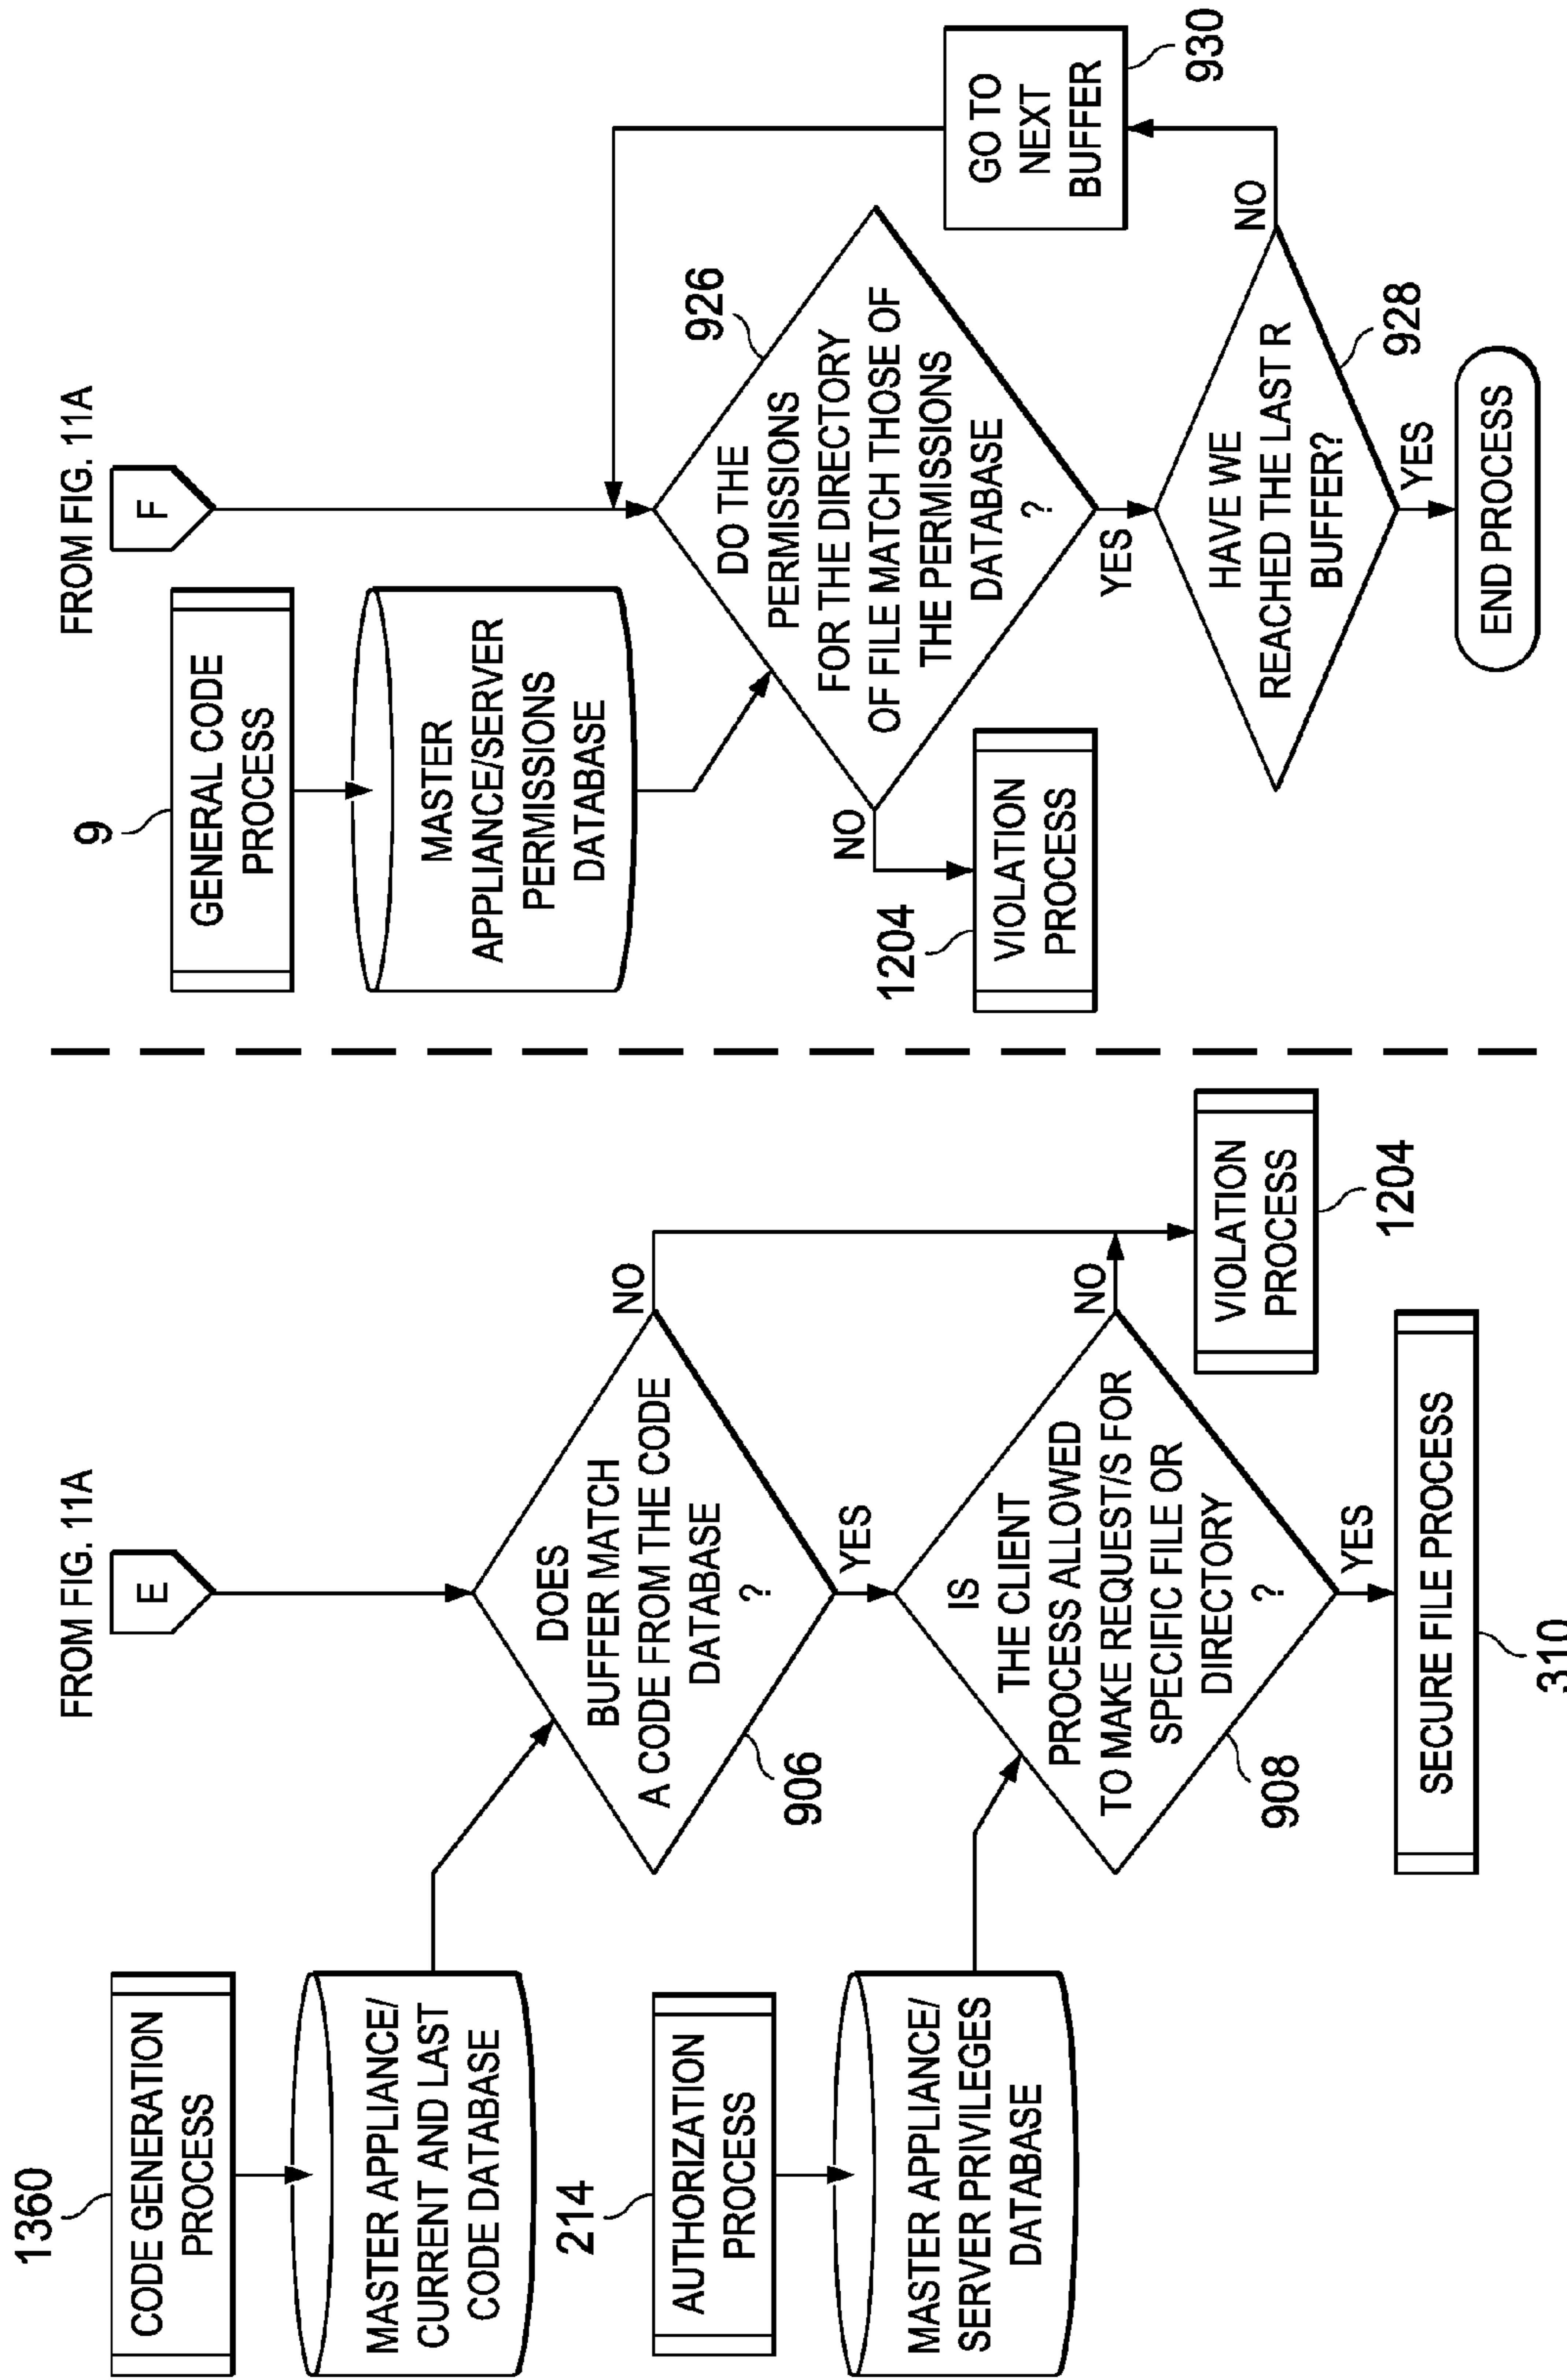 FROM FIG. 11A
E
1360
CODE GENERATION
PROCESS
MASTER APPLIANCE/
CURRENT AND LAST
CODE DATABASE
DOES
BUFFER MATCH
A CODE FROM THE CODE
DATABASE
?
906
NO
YES
214
AUTHORIZATION
PROCESS
MASTER APPLIANCE/
SERVER PRIVILEGES
DATABASE
IS
THE CLIENT
PROCESS ALLOWED
TO MAKE REQUEST/S FOR
SPECIFIC FILE OR
DIRECTORY
?
908
NO
VIOLATION
PROCESS
1204
YES
SECURE FILE PROCESS
310
FROM FIG. 11A
F
9
GENERAL CODE
PROCESS
MASTER
APPLIANCE/SERVER
PERMISSIONS
DATABASE
926
DO THE
PERMISSIONS
FOR THE DIRECTORY
OF FILE MATCH THOSE OF
THE PERMISSIONS
DATABASE
?
NO
1204
VIOLATION
PROCESS
YES
GO TO
NEXT
BUFFER
930
NO
HAVE WE
REACHED THE LAST R
BUFFER?
928
YES
END PROCESS